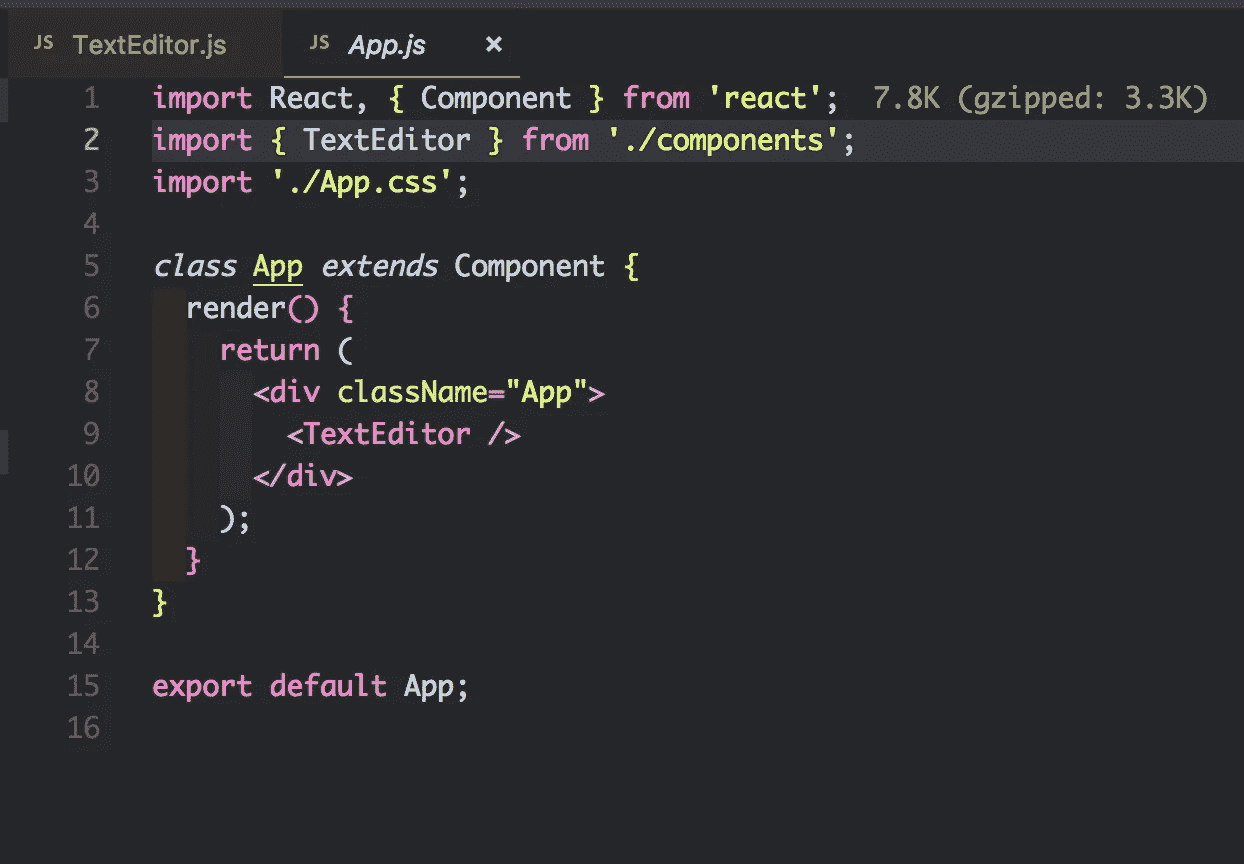 JS TextEditor.js JS App.js ×
1 import React, { Component } from 'react'; 7.8K (gzipped: 3.3K)
2 import { TextEditor } from './components';
3 import './App.css';
4
5 class App extends Component {
6   render() {
7     return (
8       <div className="App">
9         <TextEditor />
10       </div>
11     );
12   }
13 }
14
15 export default App;
16